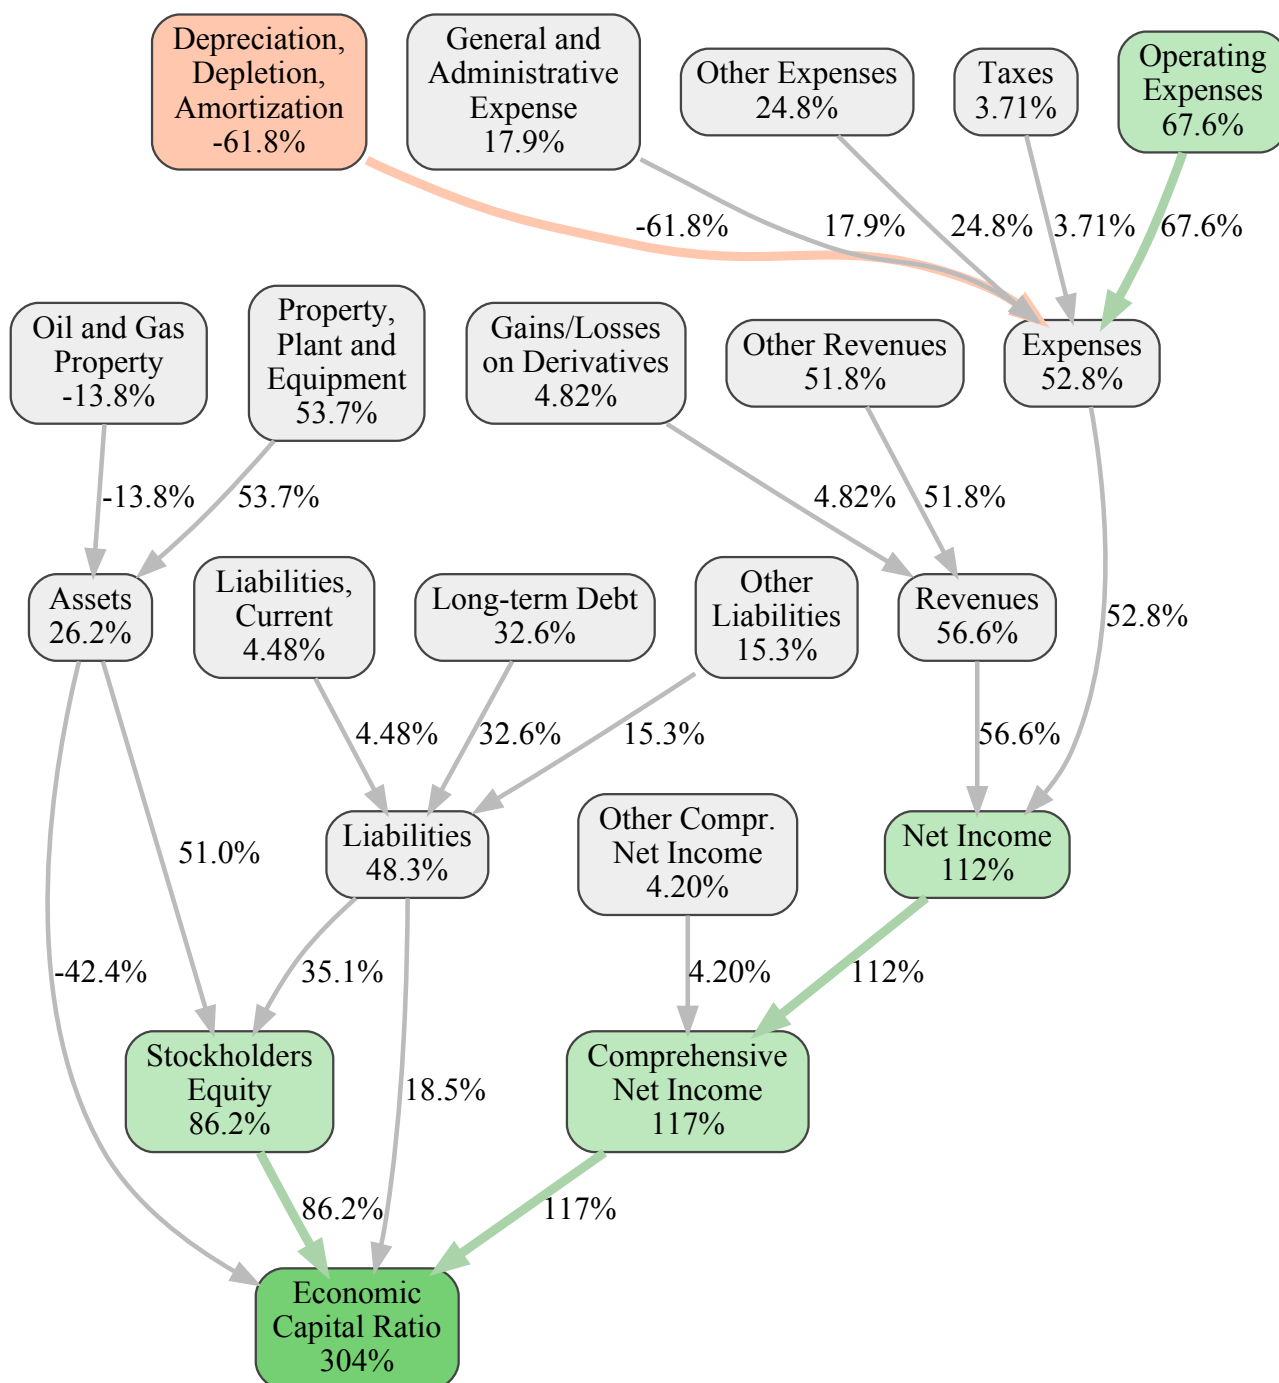 Depreciation,
Depletion,
Amortization
-61.8%
General and
Administrative
Expense
17.9%
Other Expenses
24.8%
Taxes
3.71%
Operating
Expenses
67.6%
-61.8%
17.9%
24.8%
3.71%
67.6%
Oil and Gas
Property
-13.8%
Property,
Plant and
Equipment
53.7%
Gains/Losses
on Derivatives
4.82%
Other Revenues
51.8%
Expenses
52.8%
-13.8%
53.7%
4.82%
51.8%
52.8%
Assets
26.2%
Liabilities,
Current
4.48%
Long-term Debt
32.6%
Other
Liabilities
15.3%
Revenues
56.6%
4.48%
32.6%
15.3%
56.6%
51.0%
Liabilities
48.3%
Other Compr.
Net Income
4.20%
Net Income
112%
-42.4%
35.1%
4.20%
112%
18.5%
Stockholders
Equity
86.2%
Comprehensive
Net Income
117%
86.2%
117%
Economic
Capital Ratio
304%